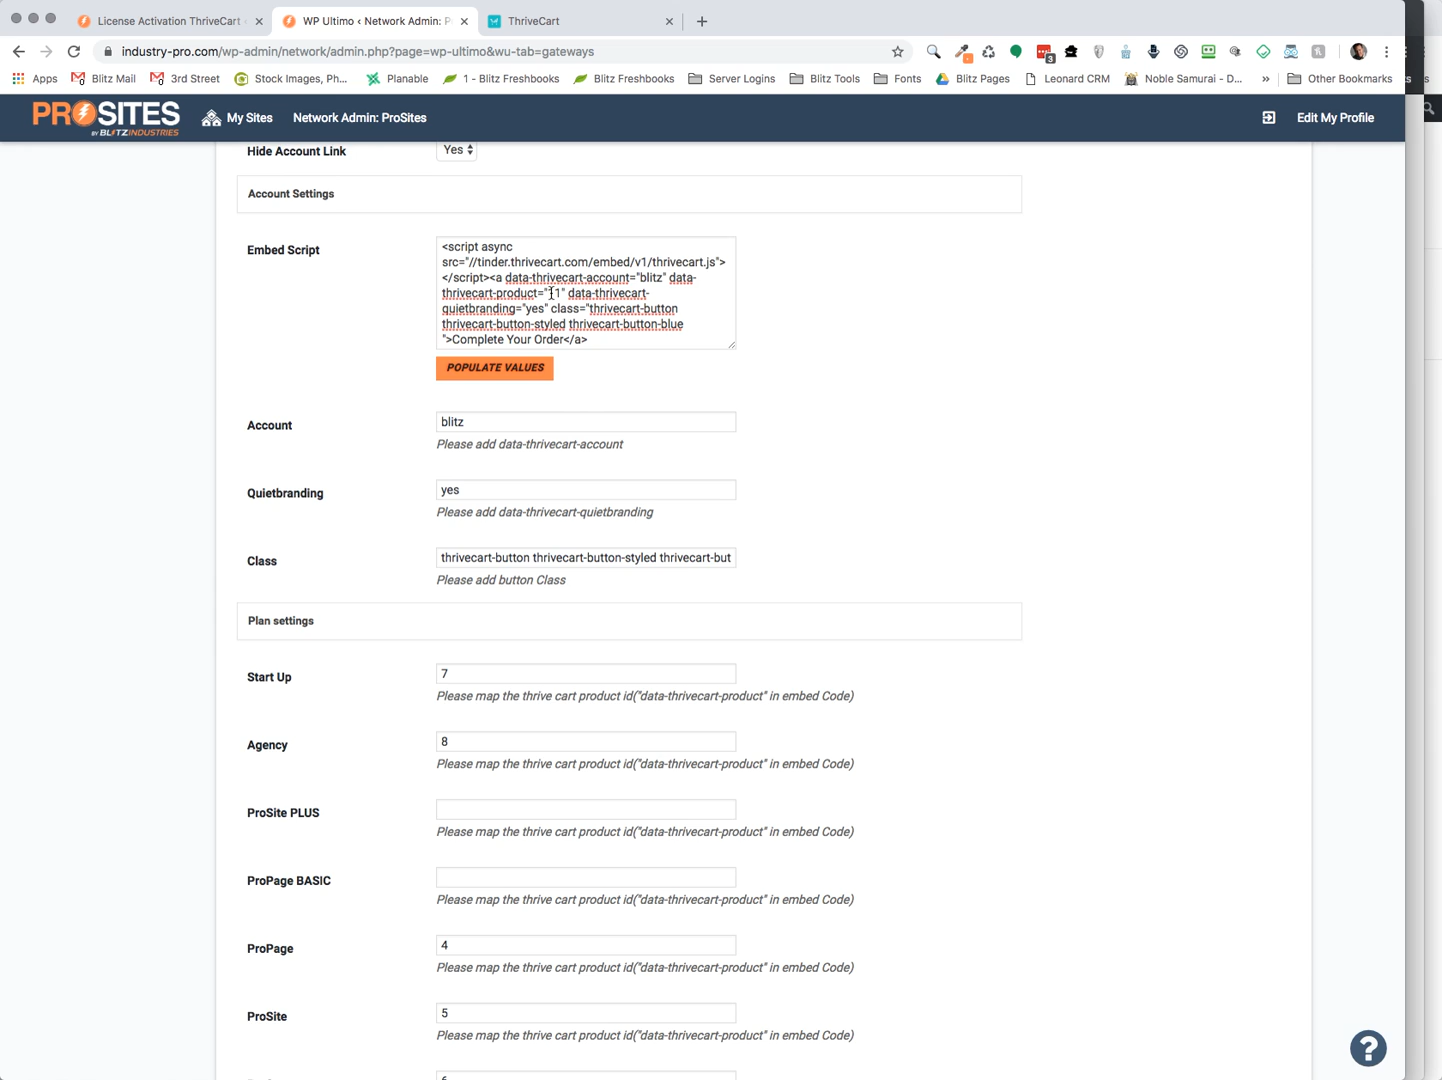 License Activation ThriveCart
WP Ultimo ‹ Network Admin: P
ThriveCart
industry-pro.com/wp-admin/network/admin.php?page=wp-ultimo&wu-tab=gateways
3
Apps
Blitz Mail
3rd Street
Stock Images, Ph...
Planable
1 - Blitz Freshbooks
Blitz Freshbooks
Server Logins
Blitz Tools
Fonts
Blitz Pages
Leonard CRM
Noble Samurai - D...
»
Other Bookmarks
PROSITES
BY BLITZINDUSTRIES
My Sites
Network Admin: ProSites
Edit My Profile
Hide Account Link
Yes
Account Settings
Embed Script
<script async
src="//tinder.thrivecart.com/embed/v1/thrivecart.js">
</script><a data-thrivecart-account="blitz" data-
thrivecart-product="11" data-thrivecart-
quietbranding="yes" class="thrivecart-button
thrivecart-button-styled thrivecart-button-blue
">Complete Your Order</a>
POPULATE VALUES
Account
blitz
Please add data-thrivecart-account
Quietbranding
yes
Please add data-thrivecart-quietbranding
Class
thrivecart-button thrivecart-button-styled thrivecart-but
Please add button Class
Plan settings
Start Up
7
Please map the thrive cart product id("data-thrivecart-product" in embed Code)
Agency
8
Please map the thrive cart product id("data-thrivecart-product" in embed Code)
ProSite PLUS
Please map the thrive cart product id("data-thrivecart-product" in embed Code)
ProPage BASIC
Please map the thrive cart product id("data-thrivecart-product" in embed Code)
ProPage
4
Please map the thrive cart product id("data-thrivecart-product" in embed Code)
ProSite
5
Please map the thrive cart product id("data-thrivecart-product" in embed Code)
?